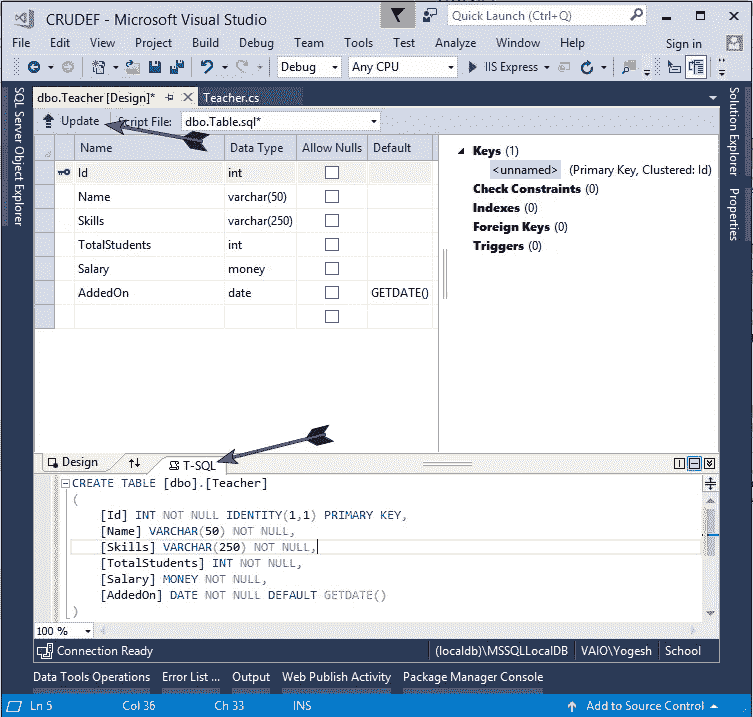 CRUDEF - Microsoft Visual Studio
Quick Launch (Ctrl+Q)
File Edit View Project Build Debug Team Tools Test Analyze Window Help Sign in
Debug Any CPU IIS Express
SQL Server Object Explorer
dbo.Teacher [Design]* Teacher.cs
Update Script File: dbo.Table.sql*
Name Data Type Allow Nulls Default
Id int
Name varchar(50)
Skills varchar(250)
TotalStudents int
Salary money
AddedOn date GETDATE()
Keys (1)
<unnamed> (Primary Key, Clustered: Id)
Check Constraints (0)
Indexes (0)
Foreign Keys (0)
Triggers (0)
Solution Explorer
Properties
Design T-SQL
CREATE TABLE [dbo].[Teacher]
(
[Id] INT NOT NULL IDENTITY(1,1) PRIMARY KEY,
[Name] VARCHAR(50) NOT NULL,
[Skills] VARCHAR(250) NOT NULL,
[TotalStudents] INT NOT NULL,
[Salary] MONEY NOT NULL,
[AddedOn] DATE NOT NULL DEFAULT GETDATE()
)
100 %
Connection Ready (localdb)\MSSQLLocalDB VAIO\Yogesh School
Data Tools Operations Error List ... Output Web Publish Activity Package Manager Console
Ln 5 Col 36 Ch 33 INS Add to Source Control